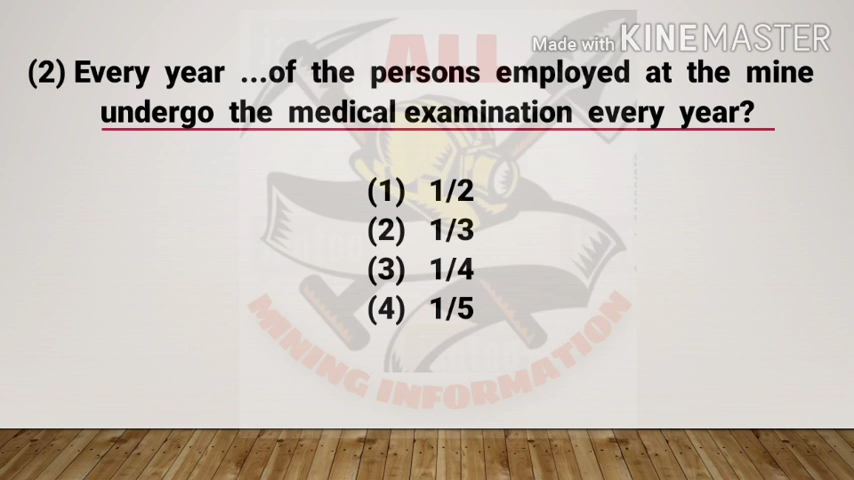 Made with KINEMASTER
ALL
(2) Every year ...of the persons employed at the mine
undergo the medical examination every year?
(1) 1/2
(2) 1/3
(3) 1/4
(4) 1/5
MINING INFORMATION